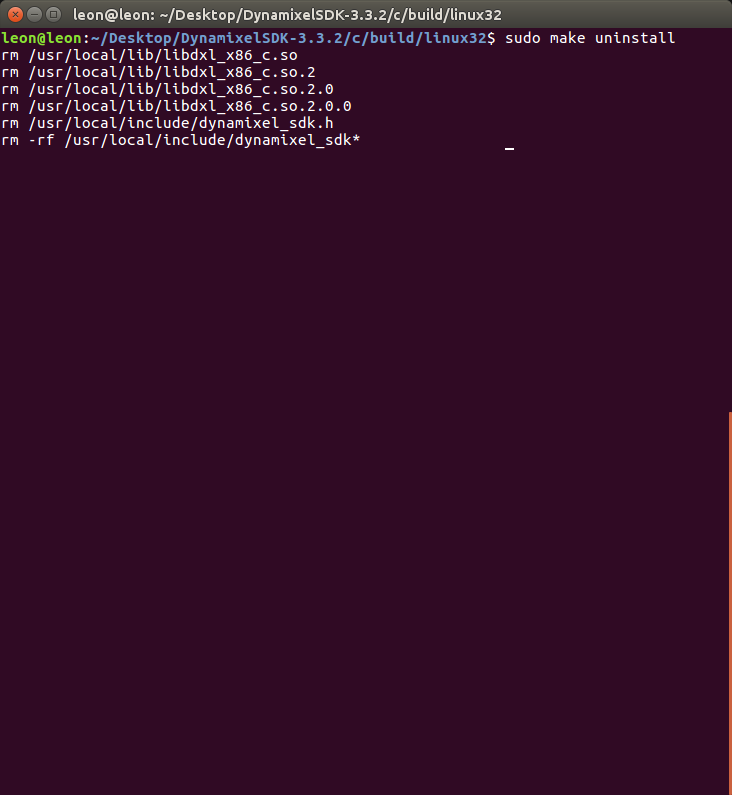 leon@leon: ~/Desktop/DynamixelSDK-3.3.2/c/build/linux32
leon@leon:~/Desktop/DynamixelSDK-3.3.2/c/build/linux32$ sudo make uninstall
rm /usr/local/lib/libdxl_x86_c.so
rm /usr/local/lib/libdxl_x86_c.so.2
rm /usr/local/lib/libdxl_x86_c.so.2.0
rm /usr/local/lib/libdxl_x86_c.so.2.0.0
rm /usr/local/include/dynamixel_sdk.h
rm -rf /usr/local/include/dynamixel_sdk*